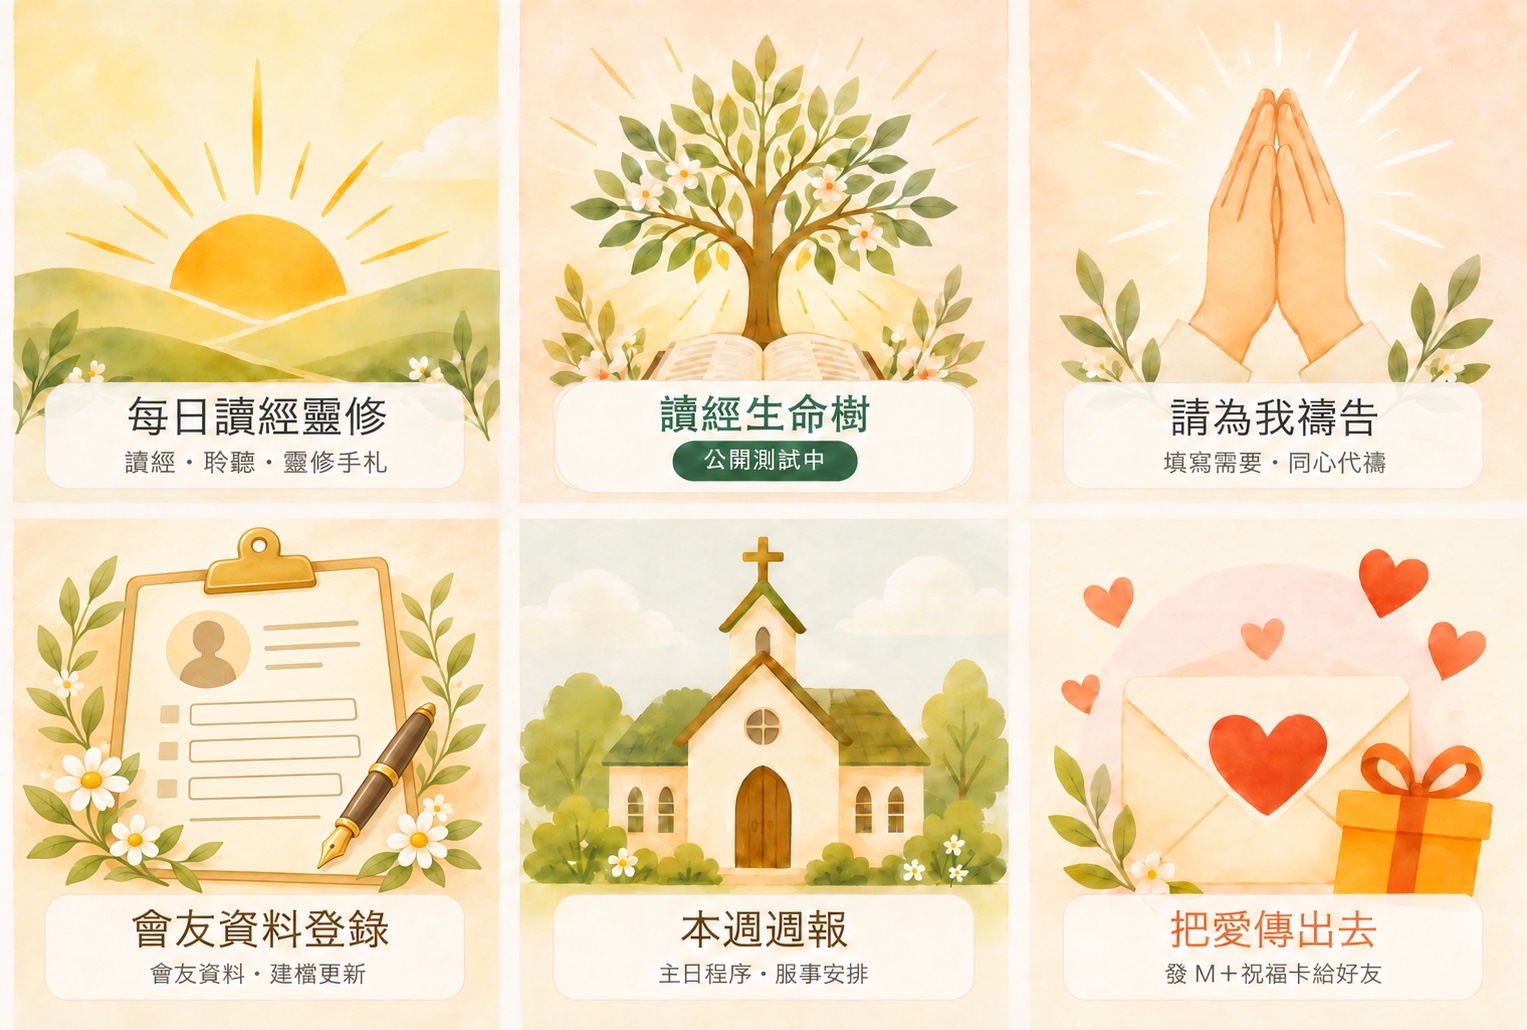 每日讀經靈修
讀經・聆聽・靈修手札
讀經生命樹
公開測試中
請為我禱告
填寫需要・同心代禱
會友資料登錄
會友資料・建檔更新
本週週報
主日程序・服事安排
把愛傳出去
發 M＋祝福卡給好友